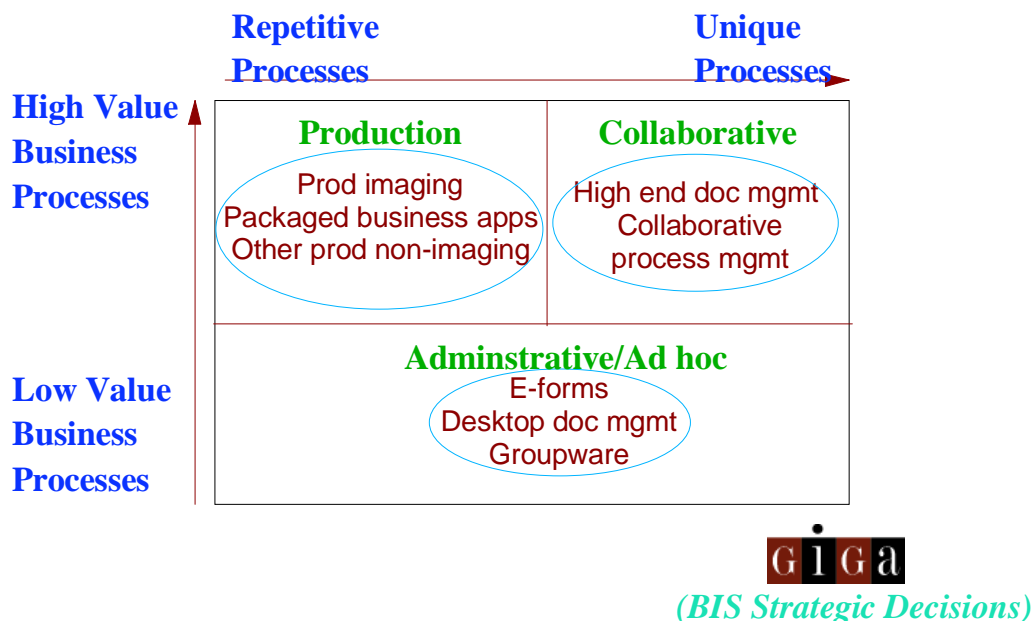 Repetitive
Processes
Unique
Processes
High Value
Business
Processes
Production
Prod imaging
Packaged business apps
Other prod non-imaging
Collaborative
High end doc mgmt
Collaborative
process mgmt
Low Value
Business
Processes
Adminstrative/Ad hoc
E-forms
Desktop doc mgmt
Groupware
GiGa
(BIS Strategic Decisions)